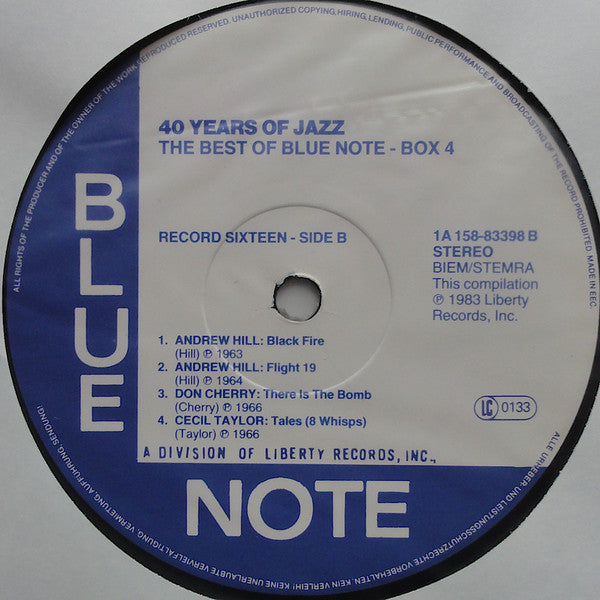 ALL RIGHTS OF THE PRODUCER AND OF THE OWNER OF THE WORK REPRODUCED RESERVED. UNAUTHORIZED COPYING, HIRING, LENDING, PUBLIC PERFORMANCE AND BROADCASTING OF THE RECORD PROHIBITED. MADE IN EEC.
40 YEARS OF JAZZ
THE BEST OF BLUE NOTE - BOX 4
RECORD SIXTEEN - SIDE B
1A 158-83398 B
STEREO
BIEM/STEMRA
This compilation
℗ 1983 Liberty
Records, Inc.
1. ANDREW HILL: Black Fire
(Hill) ℗ 1963
2. ANDREW HILL: Flight 19
(Hill) ℗ 1964
3. DON CHERRY: There Is The Bomb
(Cherry) ℗ 1966
4. CECIL TAYLOR: Tales (8 Whisps)
(Taylor) ℗ 1966
LC 0133
A DIVISION OF LIBERTY RECORDS, INC.,
BLUE
NOTE
ALLE URHEBER- UND LEISTUNGSSCHUTZRECHTE VORBEHALTEN. KEIN VERLEIH! KEINE UNERLAUBTE VERVIELFÄLTIGUNG, VERMIETUNG, AUFFÜHRUNG, SENDUNG!